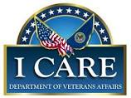 I CARE
DEPARTMENT OF VETERANS AFFAIRS